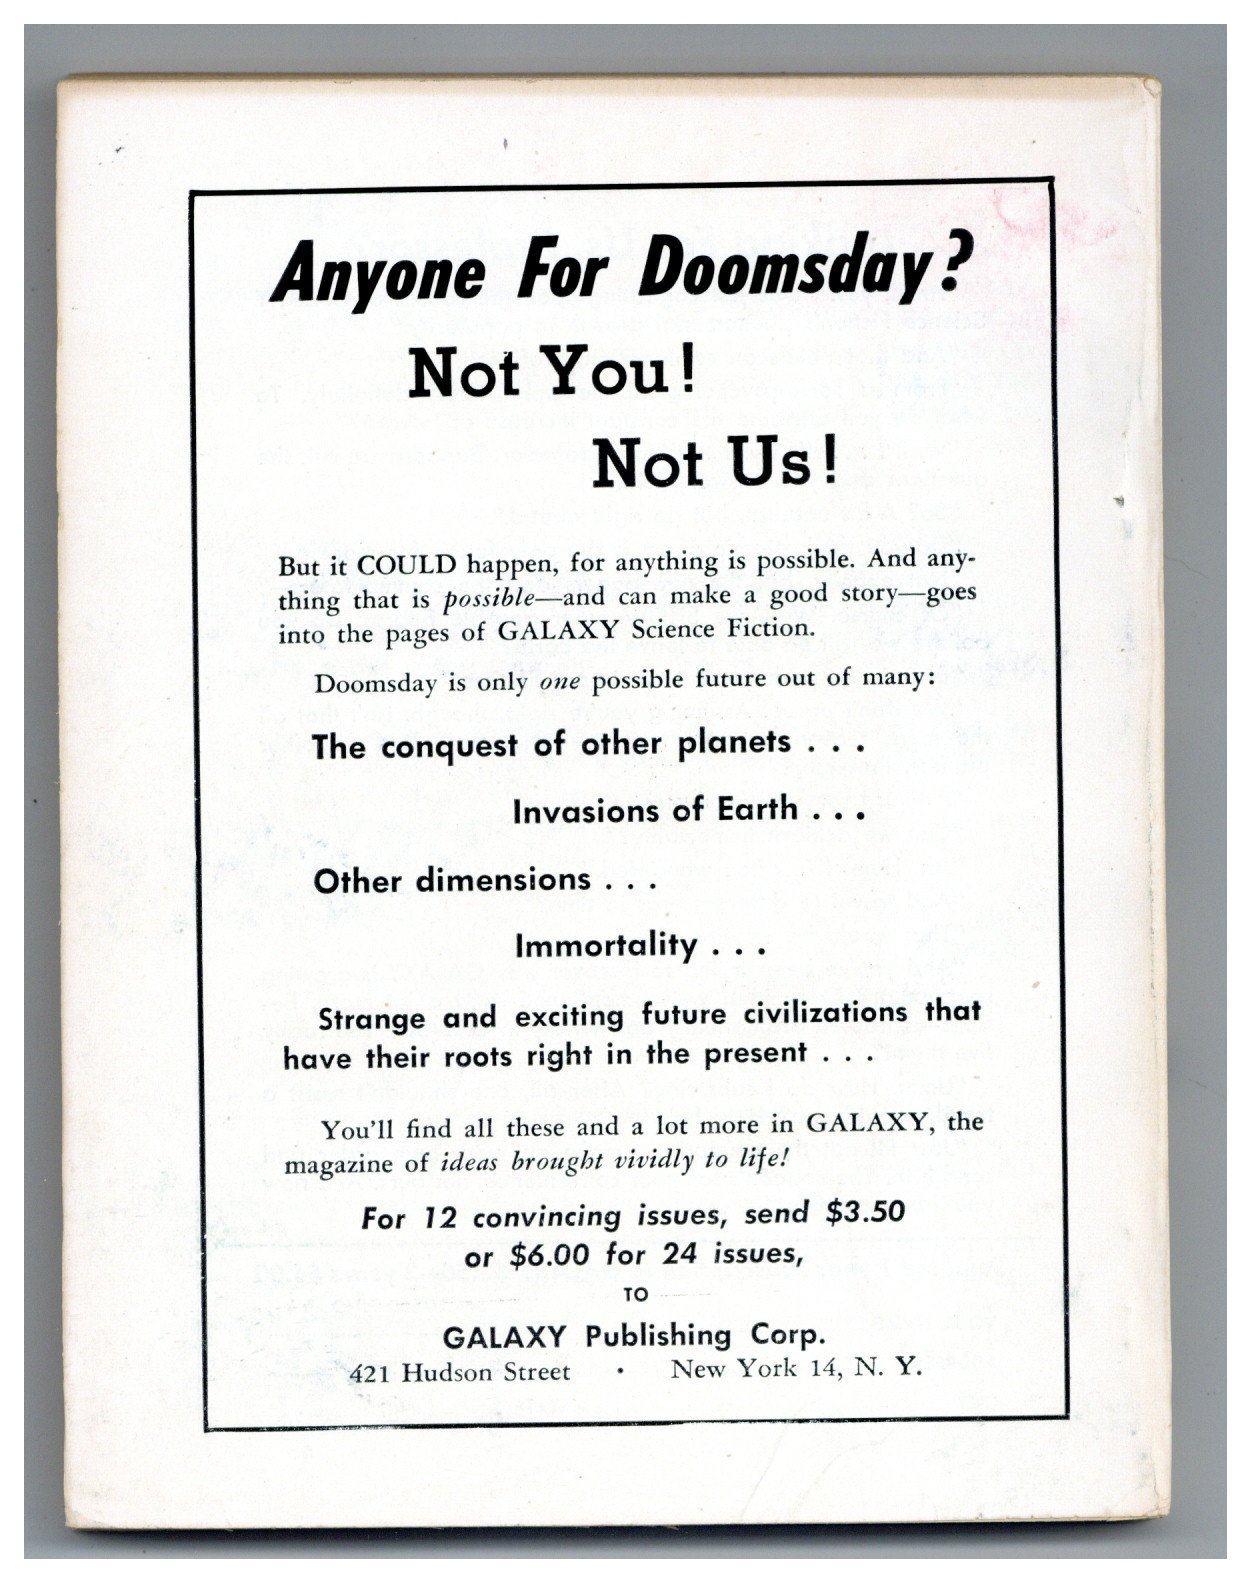 Anyone For Doomsday?
Not You!
Not Us!
But it COULD happen, for anything is possible. And any-
thing that is possible—and can make a good story—goes
into the pages of GALAXY Science Fiction.
Doomsday is only one possible future out of many:
The conquest of other planets . . .
Invasions of Earth . . .
Other dimensions . . .
Immortality . . .
Strange and exciting future civilizations that
have their roots right in the present . . .
You'll find all these and a lot more in GALAXY, the
magazine of ideas brought vividly to life!
For 12 convincing issues, send $3.50
or $6.00 for 24 issues,
TO
GALAXY Publishing Corp.
421 Hudson Street • New York 14, N. Y.